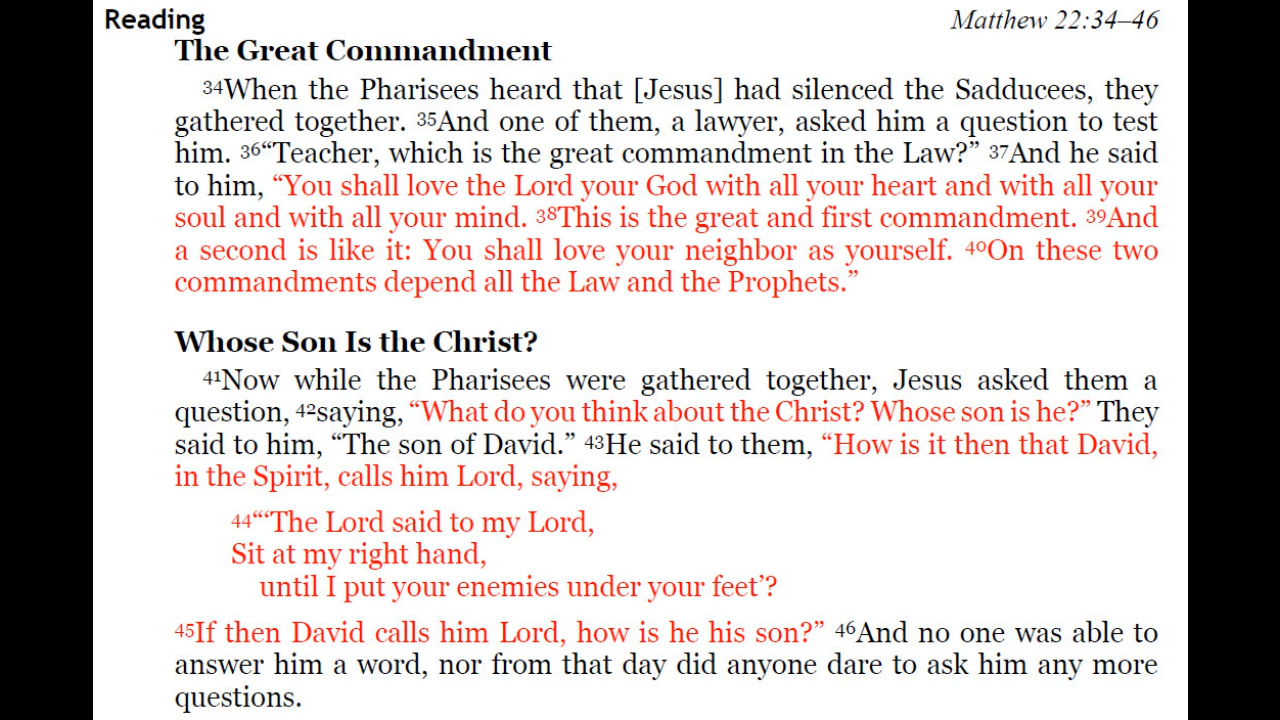 Reading Matthew 22:34–46
The Great Commandment
³⁴When the Pharisees heard that [Jesus] had silenced the Sadducees, they
gathered together. ³⁵And one of them, a lawyer, asked him a question to test
him. ³⁶“Teacher, which is the great commandment in the Law?” ³⁷And he said
to him, “You shall love the Lord your God with all your heart and with all your
soul and with all your mind. ³⁸This is the great and first commandment. ³⁹And
a second is like it: You shall love your neighbor as yourself. ⁴⁰On these two
commandments depend all the Law and the Prophets.”
Whose Son Is the Christ?
⁴¹Now while the Pharisees were gathered together, Jesus asked them a
question, ⁴²saying, “What do you think about the Christ? Whose son is he?” They
said to him, “The son of David.” ⁴³He said to them, “How is it then that David,
in the Spirit, calls him Lord, saying,
⁴⁴“‘The Lord said to my Lord,
Sit at my right hand,
until I put your enemies under your feet’?
⁴⁵If then David calls him Lord, how is he his son?” ⁴⁶And no one was able to
answer him a word, nor from that day did anyone dare to ask him any more
questions.